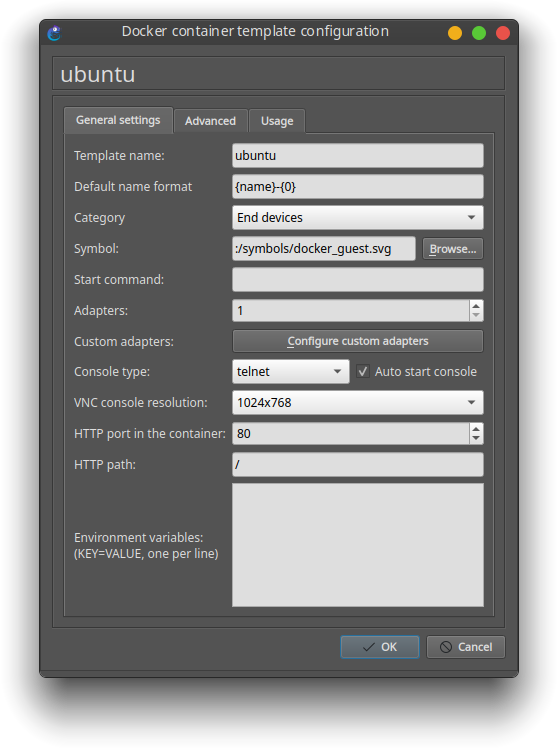 Docker container template configuration
ubuntu
General settings Advanced Usage
Template name: ubuntu
Default name format {name}-{0}
Category End devices
Symbol: :/symbols/docker_guest.svg Browse...
Start command:
Adapters: 1
Custom adapters: Configure custom adapters
Console type: telnet Auto start console
VNC console resolution: 1024x768
HTTP port in the container: 80
HTTP path: /
Environment variables:
(KEY=VALUE, one per line)
OK Cancel